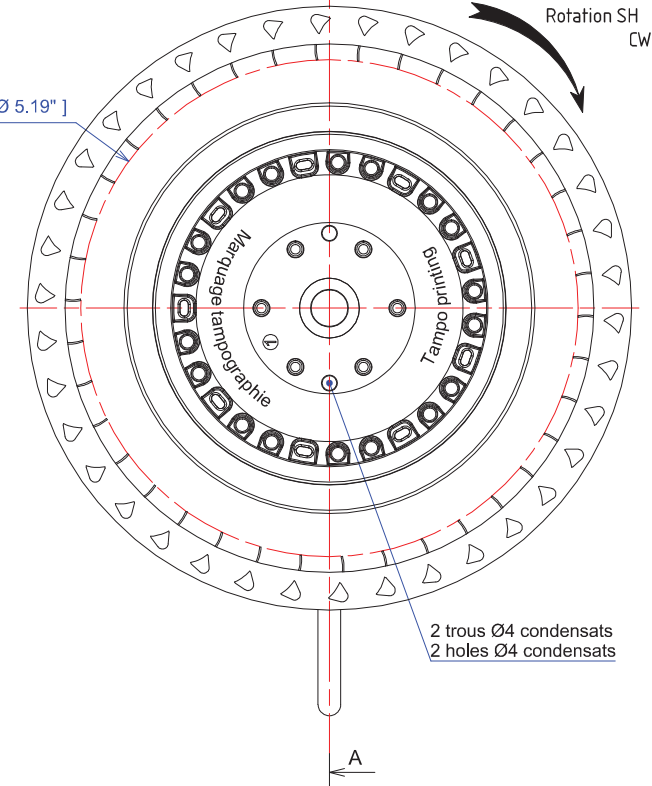 Rotation SH
CW
Ø 5.19" ]
Marquage tampographie
Tampo printing
1
2 trous Ø4 condensats
2 holes Ø4 condensats
A